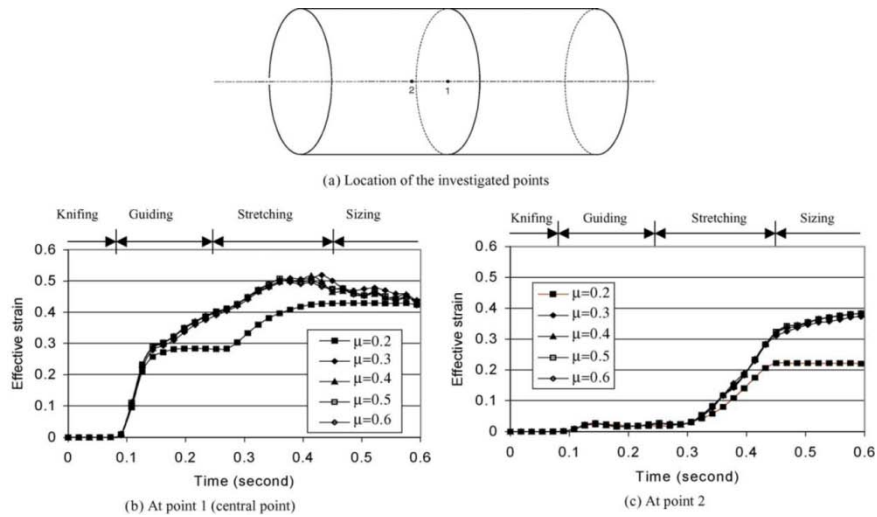 2 1
(a) Location of the investigated points
Knifing Guiding Stretching Sizing
0.6
0.5
0.4
0.3
0.2
0.1
0
Effective strain
μ=0.2
μ=0.3
μ=0.4
μ=0.5
μ=0.6
0 0.1 0.2 0.3 0.4 0.5 0.6
Time (second)
(b) At point 1 (central point)
Knifing Guiding Stretching Sizing
0.6
0.5
0.4
0.3
0.2
0.1
0
Effective strain
μ=0.2
μ=0.3
μ=0.4
μ=0.5
μ=0.6
0 0.1 0.2 0.3 0.4 0.5 0.6
Time (second)
(c) At point 2